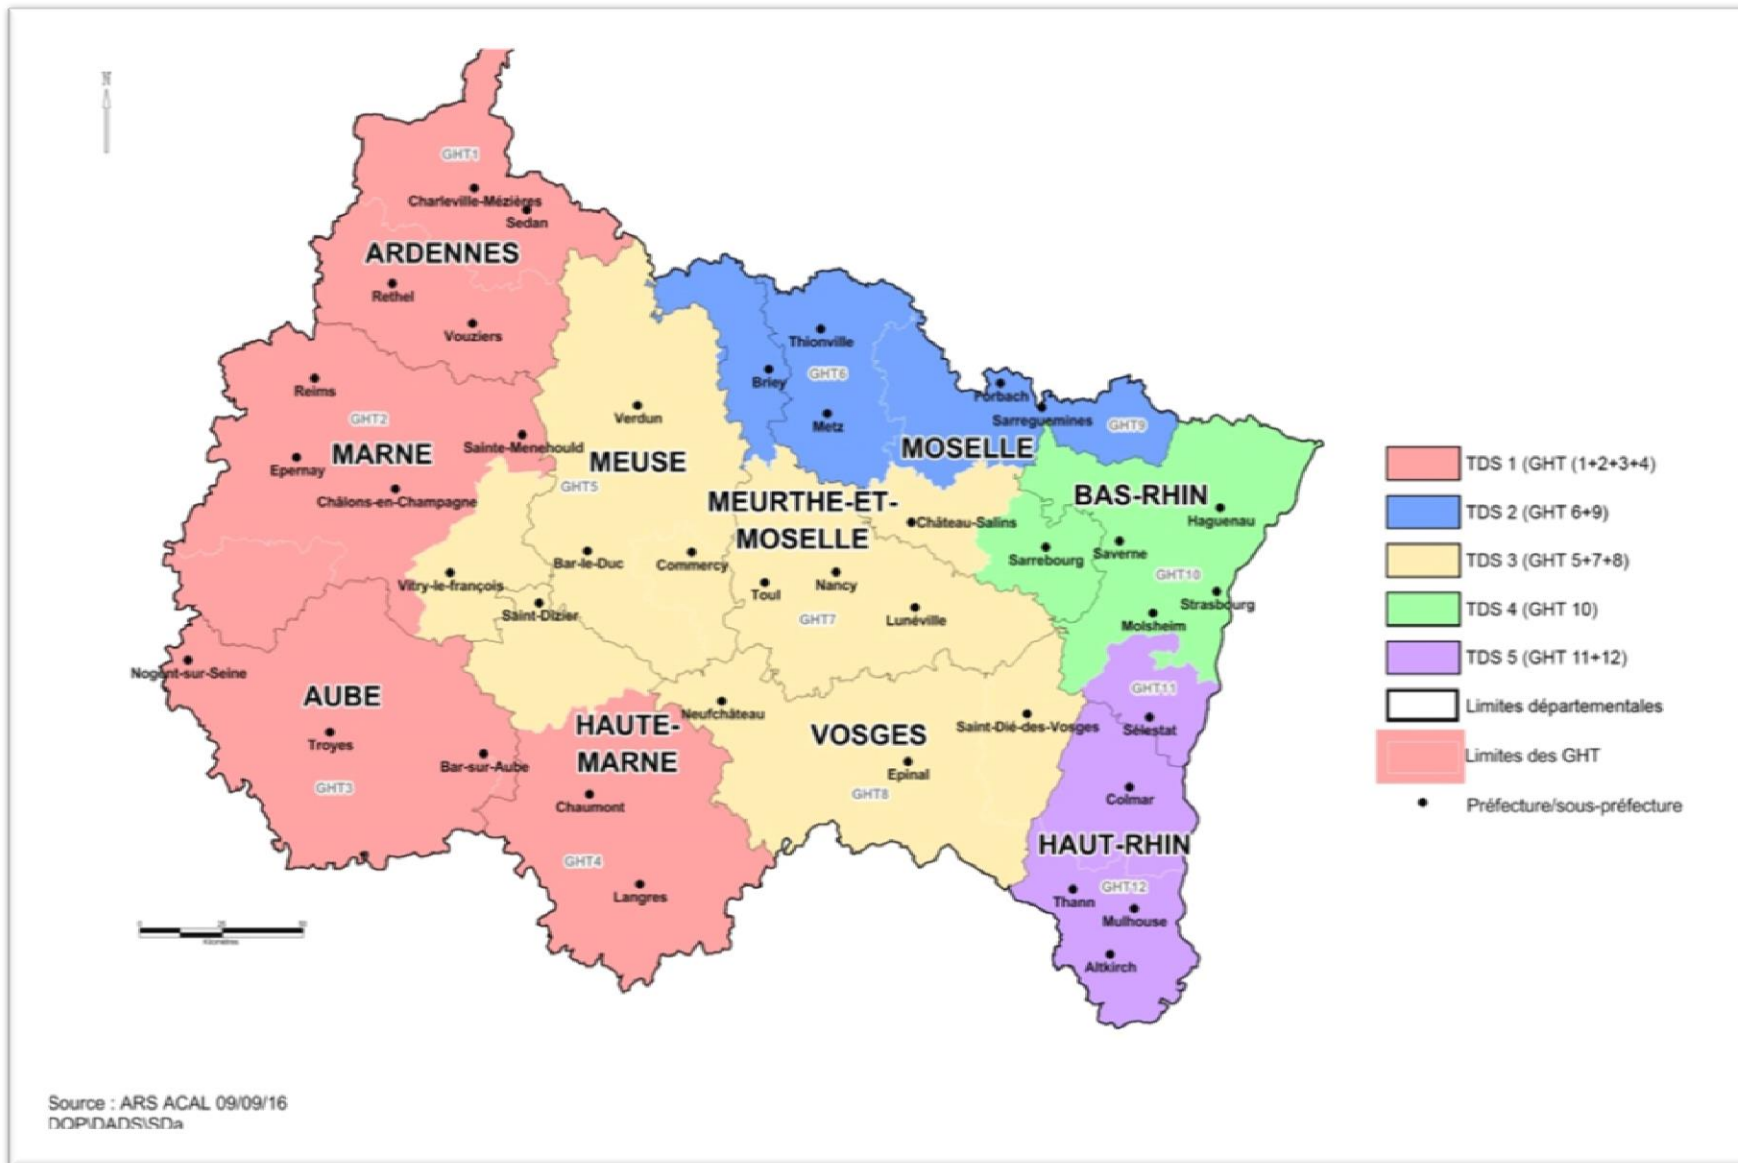 GHT1
Charleville-Mézières
Sedan
ARDENNES
Rethel
Vouziers
Thionville
Reims
Briey
GHT6
Forbach
GHT2
Verdun
Metz
Sarreguemines
GHT9
MARNE
Sainte-Menehould
MEUSE
MOSELLE
Epernay
GHT5
BAS-RHIN
Châlons-en-Champagne
MEURTHE-ET-
MOSELLE
Château-Salins
Haguenau
Bar-le-Duc
Commercy
Sarrebourg
Saverne
Vitry-le-françois
Nancy
GHT10
Toul
Saint-Dizier
Strasbourg
GHT7
Lunéville
Molsheim
Nogent-sur-Seine
AUBE
GHT11
Neufchâteau
HAUTE-
MARNE
VOSGES
Saint-Dié-des-Vosges
Sélestat
Troyes
Bar-sur-Aube
Epinal
GHT3
Chaumont
GHT8
Colmar
HAUT-RHIN
GHT4
Langres
GHT12
Thann
Mulhouse
Altkirch
TDS 1 (GHT (1+2+3+4)
TDS 2 (GHT 6+9)
TDS 3 (GHT 5+7+8)
TDS 4 (GHT 10)
TDS 5 (GHT 11+12)
Limites départementales
Limites des GHT
Préfecture/sous-préfecture
Kilomètres
Source : ARS ACAL 09/09/16
DOP\DADS\SDa